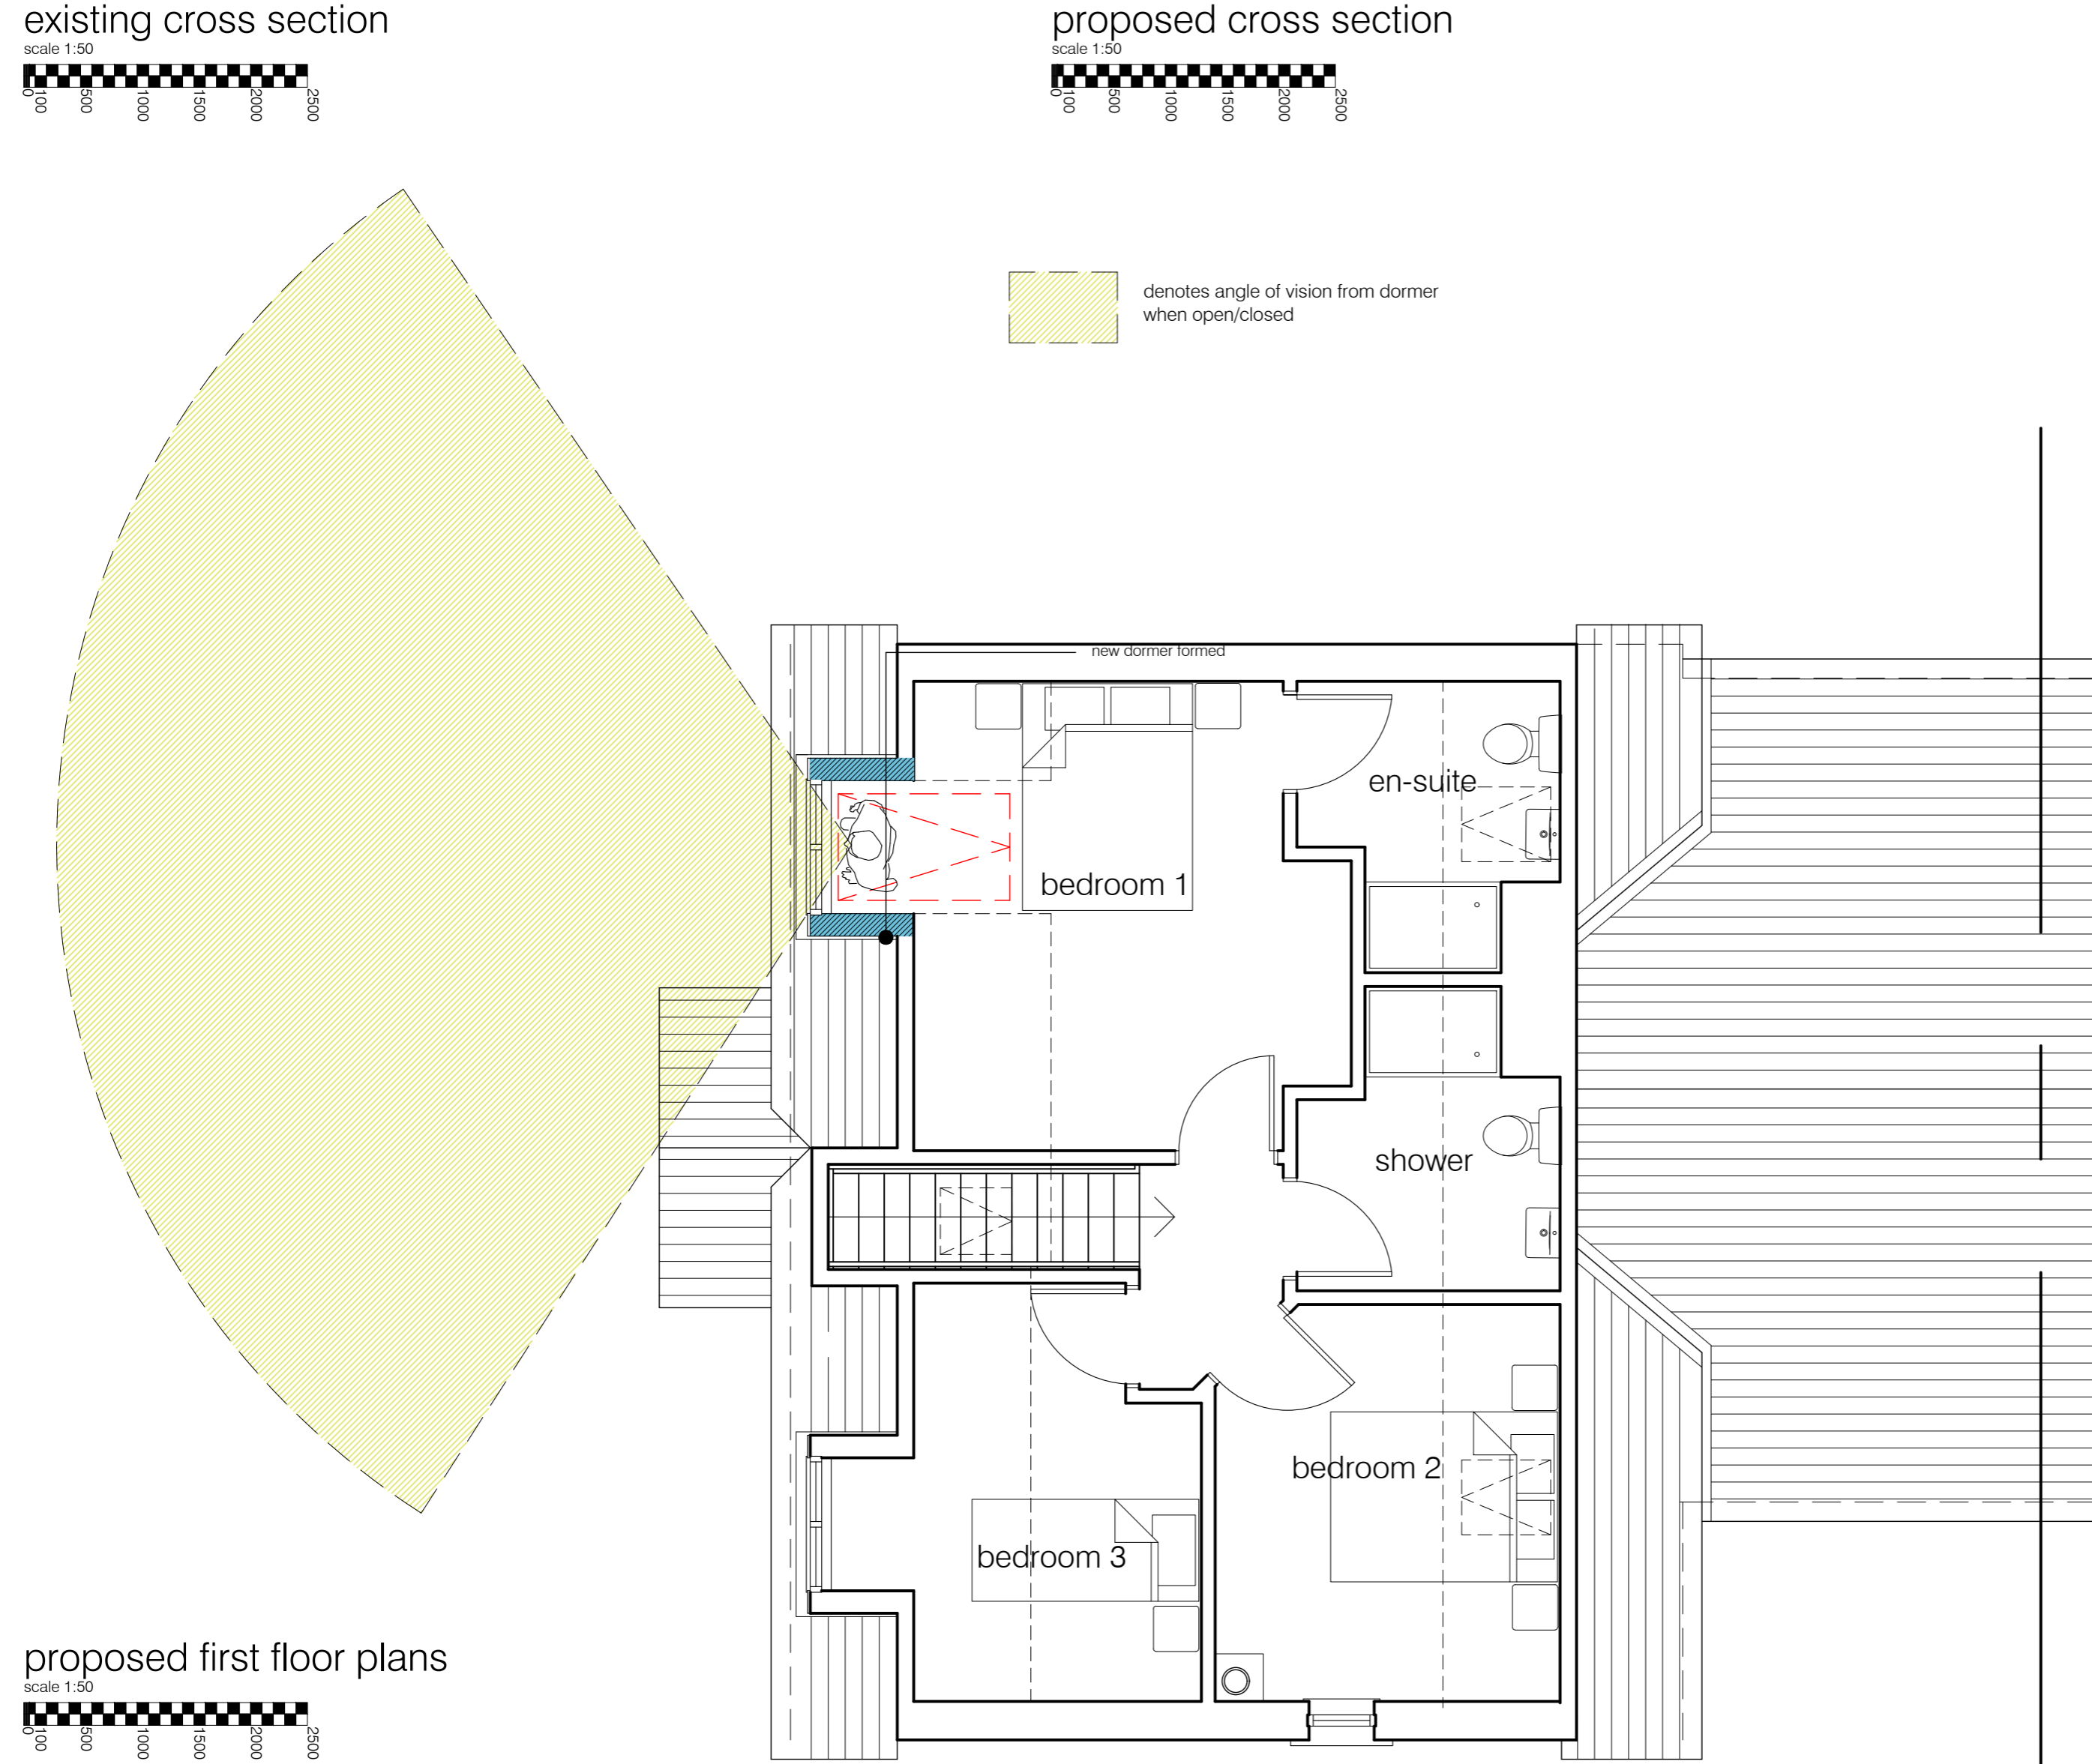 existing cross section
scale 1:50
0 100 500 1000 1500 2000 2500
proposed cross section
scale 1:50
0 100 500 1000 1500 2000 2500
denotes angle of vision from dormer
when open/closed
new dormer formed
en-suite
bedroom 1
shower
bedroom 2
bedroom 3
proposed first floor plans
scale 1:50
0 100 500 1000 1500 2000 2500